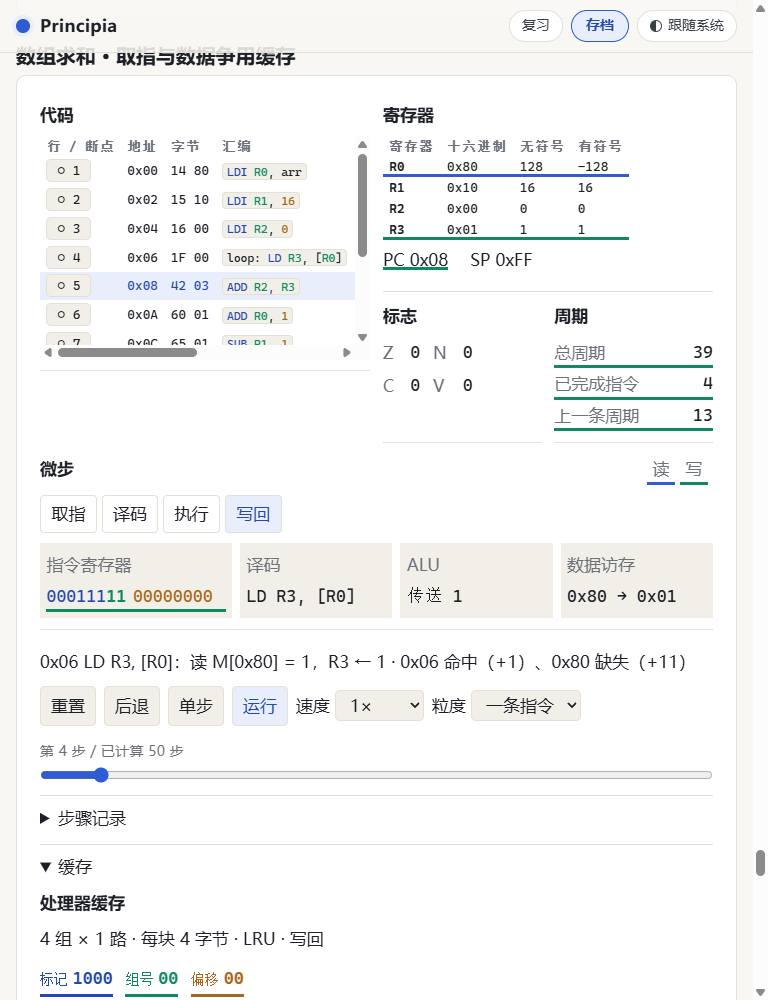 Principia
复习 存档 跟随系统
数组求和 · 取指与数据争用缓存
代码
行 / 断点 地址 字节 汇编
1 0x00 14 80 LDI R0, arr
2 0x02 15 10 LDI R1, 16
3 0x04 16 00 LDI R2, 0
4 0x06 1F 00 loop: LD R3, [R0]
5 0x08 42 03 ADD R2, R3
6 0x0A 60 01 ADD R0, 1
7 0x0C 65 01 SUB R1, 1
寄存器
寄存器 十六进制 无符号 有符号
R0 0x80 128 −128
R1 0x10 16 16
R2 0x00 0 0
R3 0x01 1 1
PC 0x08 SP 0xFF
标志
Z 0 N 0
C 0 V 0
周期
总周期 39
已完成指令 4
上一条周期 13
微步
读 写
取指 译码 执行 写回
指令寄存器
00011111 00000000
译码
LD R3, [R0]
ALU
传送 1
数据访存
0x80 → 0x01
0x06 LD R3, [R0]：读 M[0x80] = 1，R3 ← 1 · 0x06 命中（+1）、0x80 缺失（+11）
重置 后退 单步 运行 速度 1× 粒度 一条指令
第 4 步 / 已计算 50 步
步骤记录
缓存
处理器缓存
4 组 × 1 路 · 每块 4 字节 · LRU · 写回
标记 1000 组号 00 偏移 00